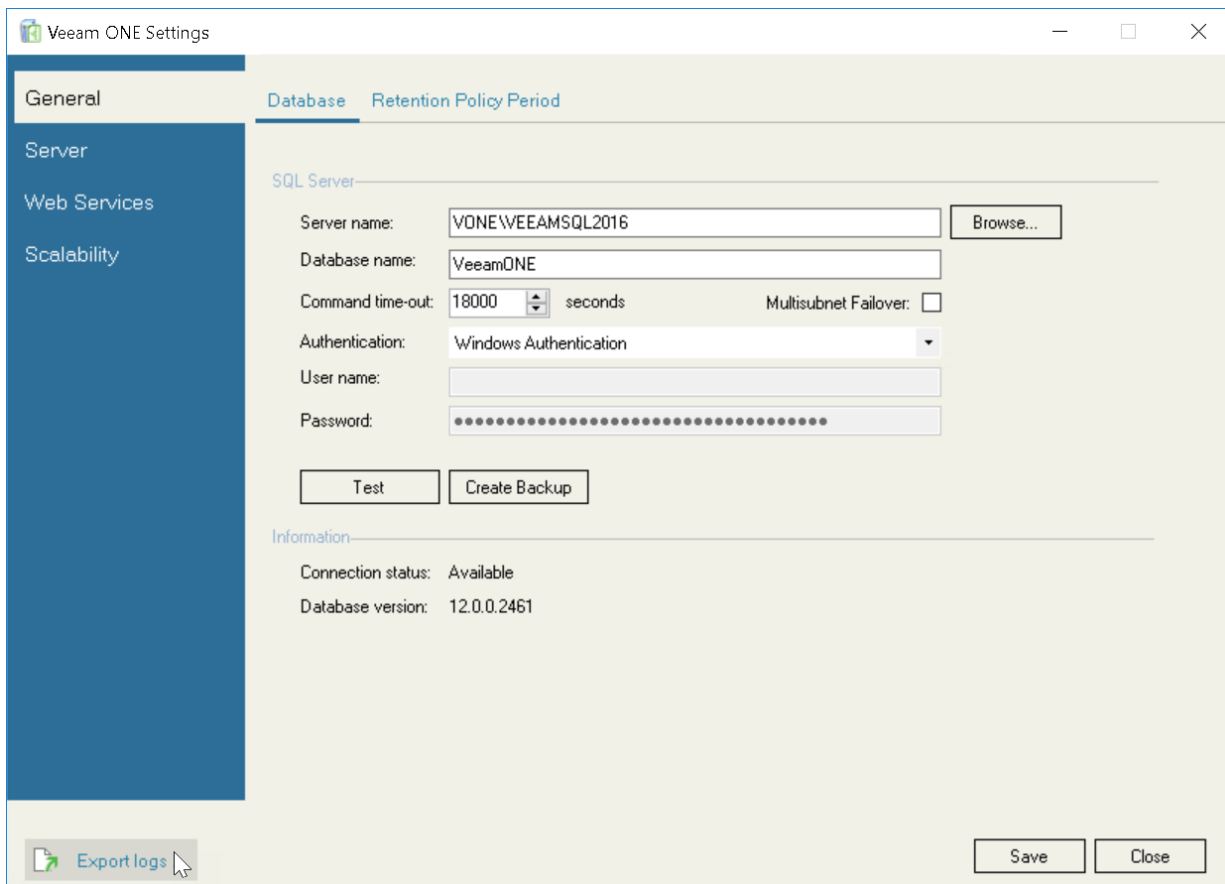 Veeam ONE Settings
General
Server
Web Services
Scalability
Database Retention Policy Period
SQL Server
Server name: VONE\VEEAMSQL2016 Browse...
Database name: VeeamONE
Command time-out: 18000 seconds Multisubnet Failover:
Authentication: Windows Authentication
User name:
Password: ••••••••••••••••••••••••••••••••••••
Test Create Backup
Information
Connection status: Available
Database version: 12.0.0.2461
Export logs Save Close